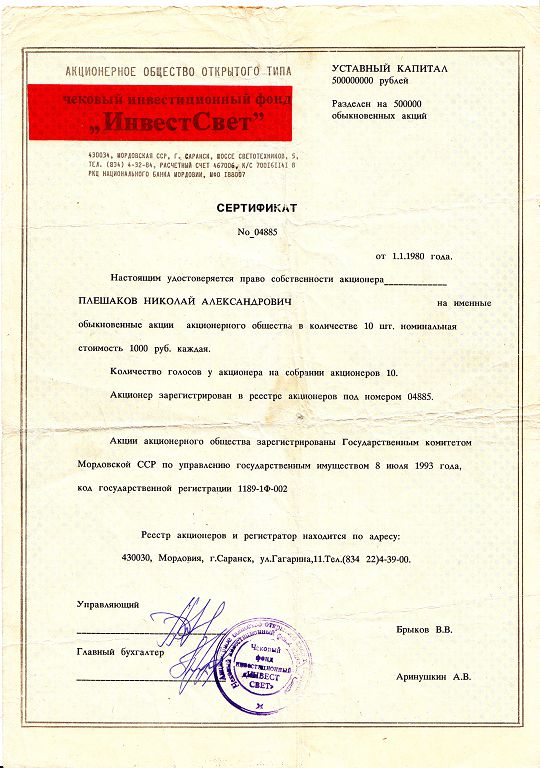 АКЦИОНЕРНОЕ ОБЩЕСТВО ОТКРЫТОГО ТИПА
чековый инвестиционный фонд
„ИнвестСвет”
430034, МОРДОВСКАЯ ССР, Г. САРАНСК, ШОССЕ СВЕТОТЕХНИКОВ, 5,
ТЕЛ. (834) 4-32-84, РАСЧЕТНЫЙ СЧЕТ 467006, К/С 700161141 В
РКЦ НАЦИОНАЛЬНОГО БАНКА МОРДОВИИ, МФО 188007
УСТАВНЫЙ КАПИТАЛ
500000000 рублей
Разделен на 500000
обыкновенных акций
СЕРТИФИКАТ
No_04885
от 1.1.1980 года.
Настоящим удостоверяется право собственности акционера_____________
ПЛЕШАКОВ НИКОЛАЙ АЛЕКСАНДРОВИЧ на именные
обыкновенные акции акционерного общества в количестве 10 шт. номинальная
стоимость 1000 руб. каждая.
Количество голосов у акционера на собрании акционеров 10.
Акционер зарегистрирован в реестре акционеров под номером 04885.
Акции акционерного общества зарегистрированы Государственным комитетом
Мордовской ССР по управлению государственным имуществом 8 июля 1993 года,
код государственной регистрации 1189-1Ф-002
Реестр акционеров и регистратор находится по адресу:
430030, Мордовия, г.Саранск, ул.Гагарина,11.Тел.(834 22)4-39-00.
Управляющий
Брыков В.В.
Главный бухгалтер
Аринушкин А.В.
Чековый
фонд
инвестиционный
«ИНВЕСТ
СВЕТ»